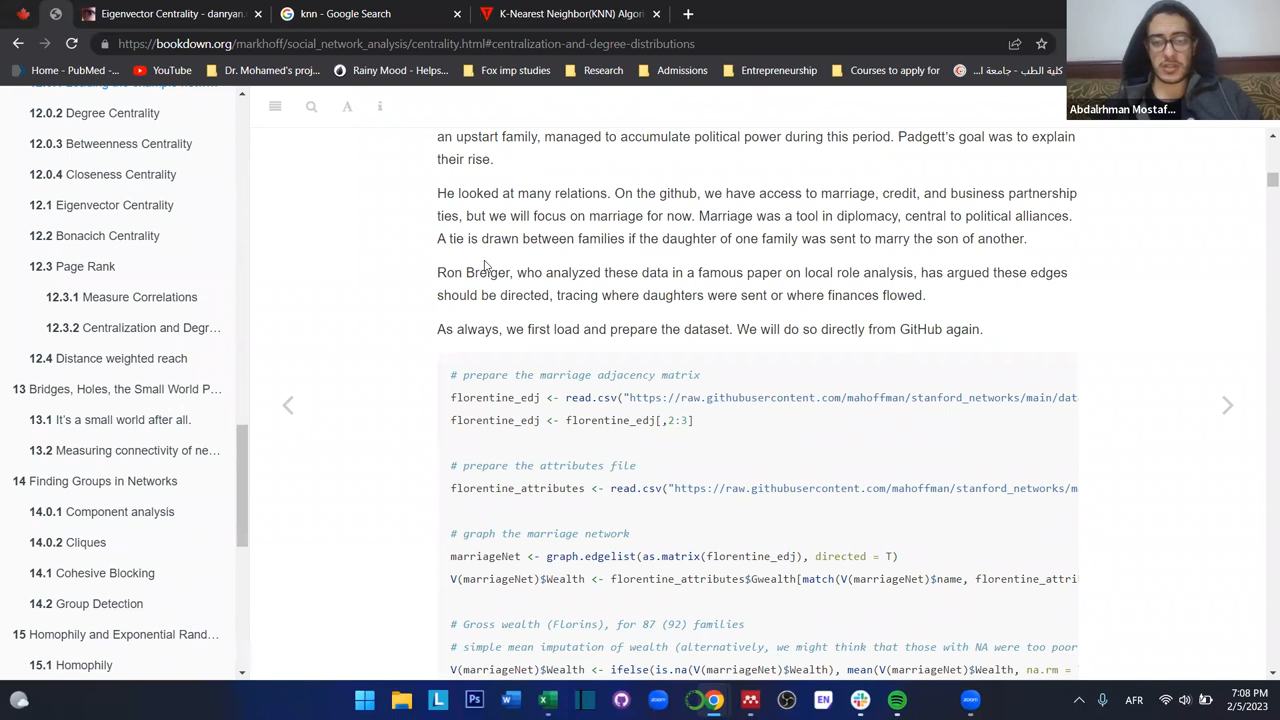 Eigenvector Centrality - danryan.c
knn - Google Search
K-Nearest Neighbor(KNN) Algori
https://bookdown.org/markhoff/social_network_analysis/centrality.html#centralization-and-degree-distributions
Home - PubMed -...
YouTube
Dr. Mohamed's proj...
Rainy Mood - Helps...
Fox imp studies
Research
Admissions
Entrepreneurship
Courses to apply for
كلية الطب - جامعة ا...
Abdalrhman Mostaf...
12.0.2 Degree Centrality
12.0.3 Betweenness Centrality
12.0.4 Closeness Centrality
12.1 Eigenvector Centrality
12.2 Bonacich Centrality
12.3 Page Rank
12.3.1 Measure Correlations
12.3.2 Centralization and Degr...
12.4 Distance weighted reach
13 Bridges, Holes, the Small World P...
13.1 It's a small world after all.
13.2 Measuring connectivity of ne...
14 Finding Groups in Networks
14.0.1 Component analysis
14.0.2 Cliques
14.1 Cohesive Blocking
14.2 Group Detection
15 Homophily and Exponential Rand...
15.1 Homophily
an upstart family, managed to accumulate political power during this period. Padgett's goal was to explain
their rise.
He looked at many relations. On the github, we have access to marriage, credit, and business partnership
ties, but we will focus on marriage for now. Marriage was a tool in diplomacy, central to political alliances.
A tie is drawn between families if the daughter of one family was sent to marry the son of another.
Ron Breiger, who analyzed these data in a famous paper on local role analysis, has argued these edges
should be directed, tracing where daughters were sent or where finances flowed.
As always, we first load and prepare the dataset. We will do so directly from GitHub again.
# prepare the marriage adjacency matrix
florentine_edj <- read.csv("https://raw.githubusercontent.com/mahoffman/stanford_networks/main/dat
florentine_edj <- florentine_edj[,2:3]
# prepare the attributes file
florentine_attributes <- read.csv("https://raw.githubusercontent.com/mahoffman/stanford_networks/m
# graph the marriage network
marriageNet <- graph.edgelist(as.matrix(florentine_edj), directed = T)
V(marriageNet)$Wealth <- florentine_attributes$Gwealth[match(V(marriageNet)$name, florentine_attri
# Gross wealth (Florins), for 87 (92) families
# simple mean imputation of wealth (alternatively, we might think that those with NA were too poor
V(marriageNet)$Wealth <- ifelse(is.na(V(marriageNet)$Wealth), mean(V(marriageNet)$Wealth, na.rm =
EN
AFR
7:08 PM
2/5/2023